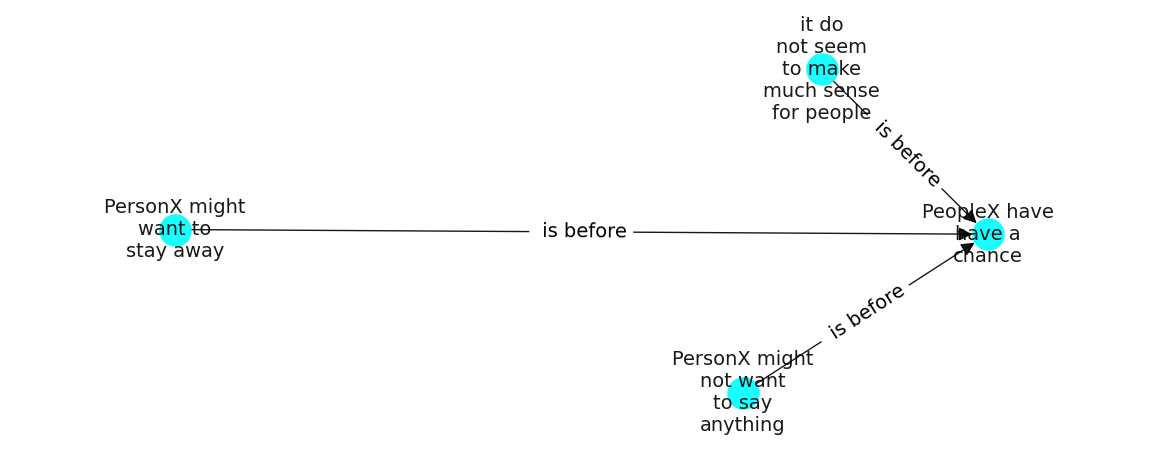 it do
not seem
to make
much sense
for people
is before
PersonX might
want to
stay away
is before
PeopleX have
have a
chance
is before
PersonX might
not want
to say
anything